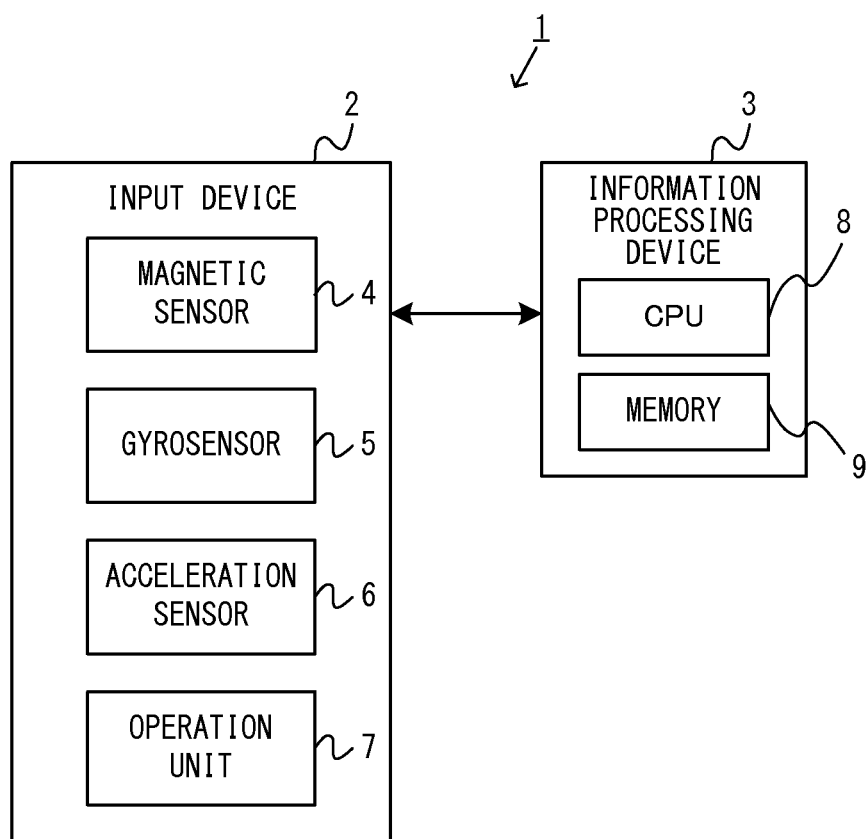 1
2
INPUT DEVICE
MAGNETIC
SENSOR
4
GYROSENSOR
5
ACCELERATION
SENSOR
6
OPERATION
UNIT
7
3
INFORMATION
PROCESSING
DEVICE
8
CPU
MEMORY
9